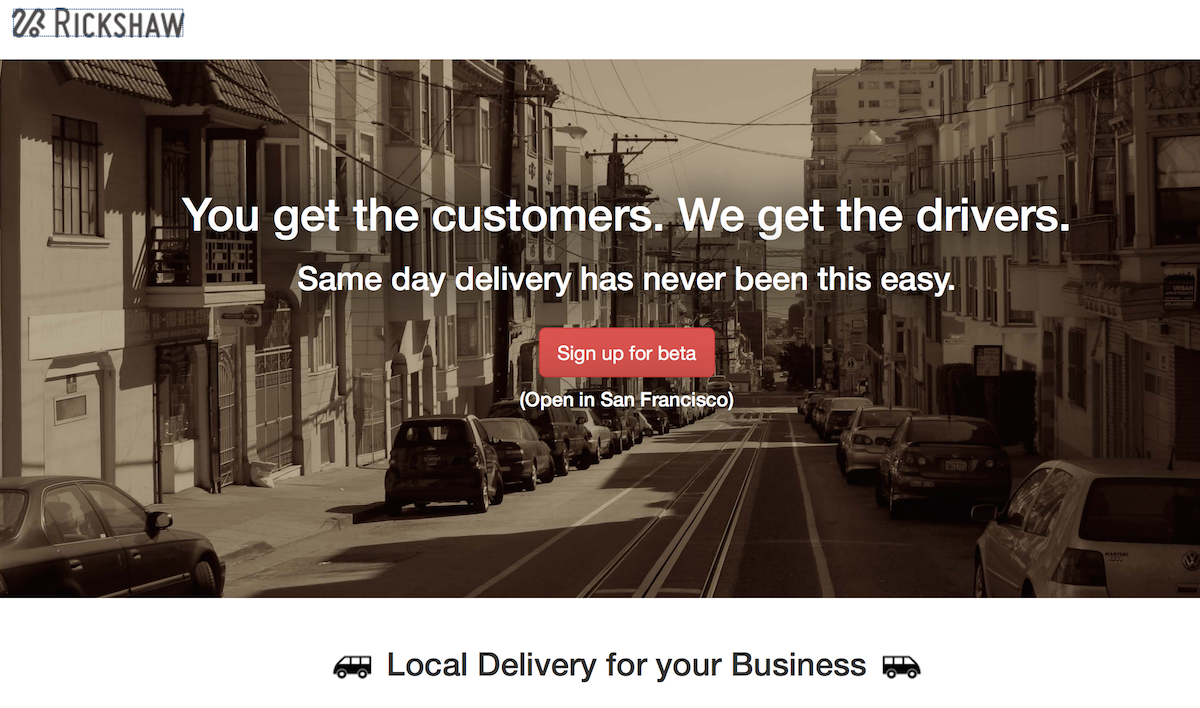 RICKSHAW
You get the customers. We get the drivers.
Same day delivery has never been this easy.
Sign up for beta
(Open in San Francisco)
Local Delivery for your Business